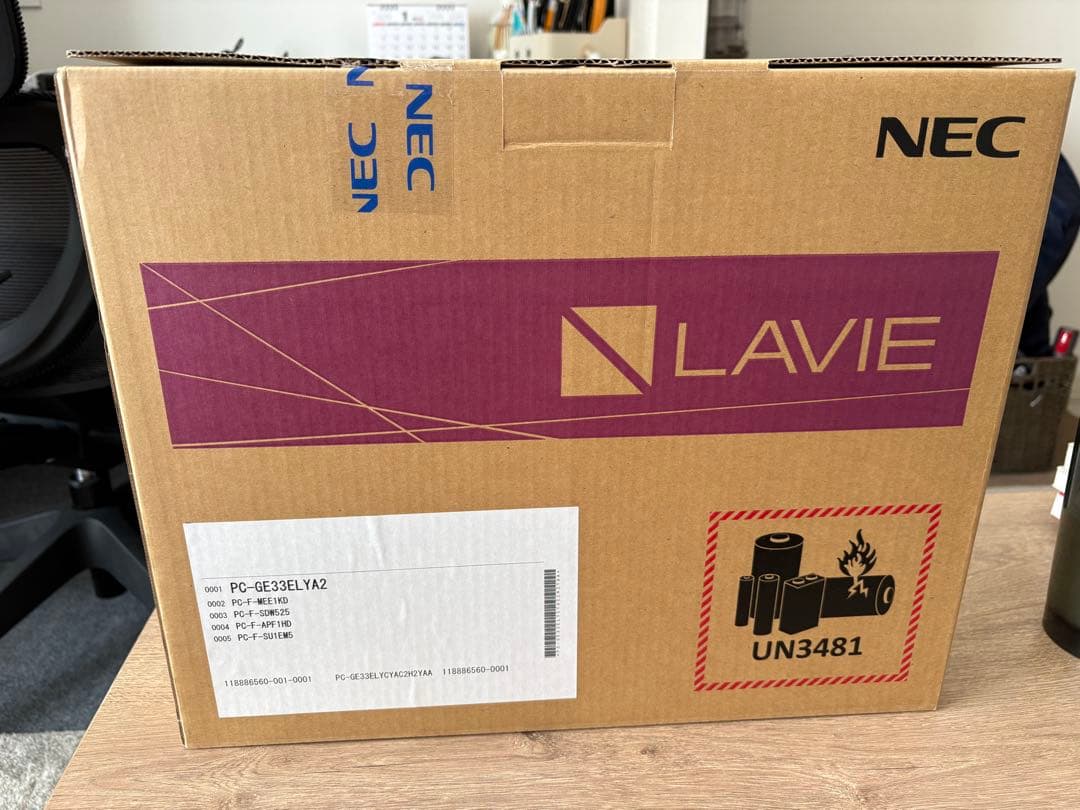 NEC
NEC
NEC
LAVIE
0001 PC-GE33ELYA2
0002 PC-F-MEE1KD
0003 PC-F-SDW525
0004 PC-F-APF1HD
0005 PC-F-SU1EM5
118886560-001-0001 PC-GE33ELYCYAC2H2YAA 118886560-0001
UN3481